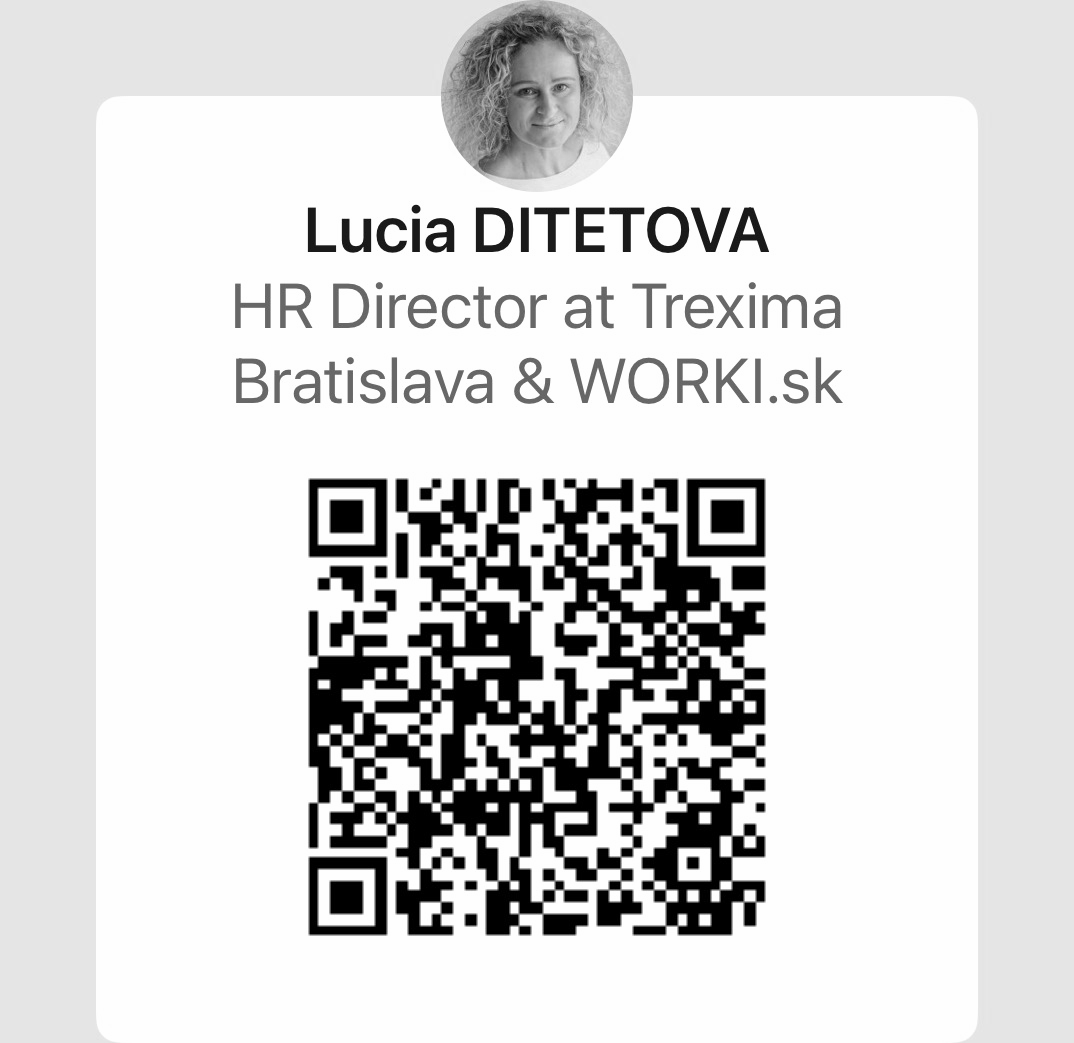 Lucia DITETOVA
HR Director at Trexima
Bratislava & WORKI.sk